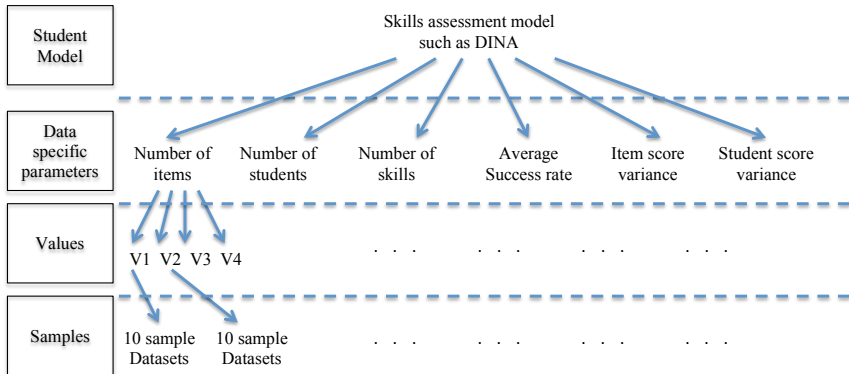 Student
Model
Skills assessment model
such as DINA
Data
specific
parameters
Number of
items
Number of
students
Number of
skills
Average
Success rate
Item score
variance
Student score
variance
Values
V1 V2 V3 V4
. . . . . . . . . . . .
Samples
10 sample
Datasets
10 sample
Datasets
. . . . . . . . . . . .